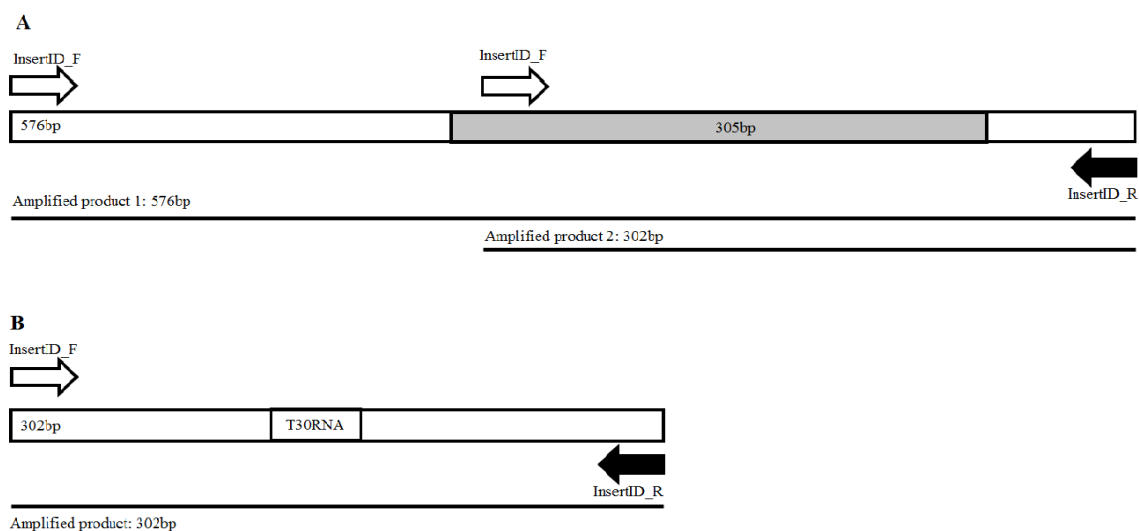 A
InsertID_F
InsertID_F
576bp
305bp
InsertID_R
Amplified product 1: 576bp
Amplified product 2: 302bp
B
InsertID_F
302bp
T30RNA
InsertID_R
Amplified product: 302bp